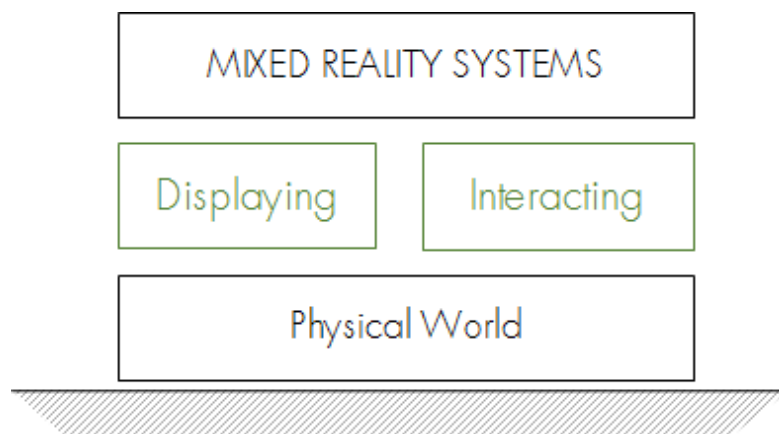 MIXED REALITY SYSTEMS
Displaying
Interacting
Physical World